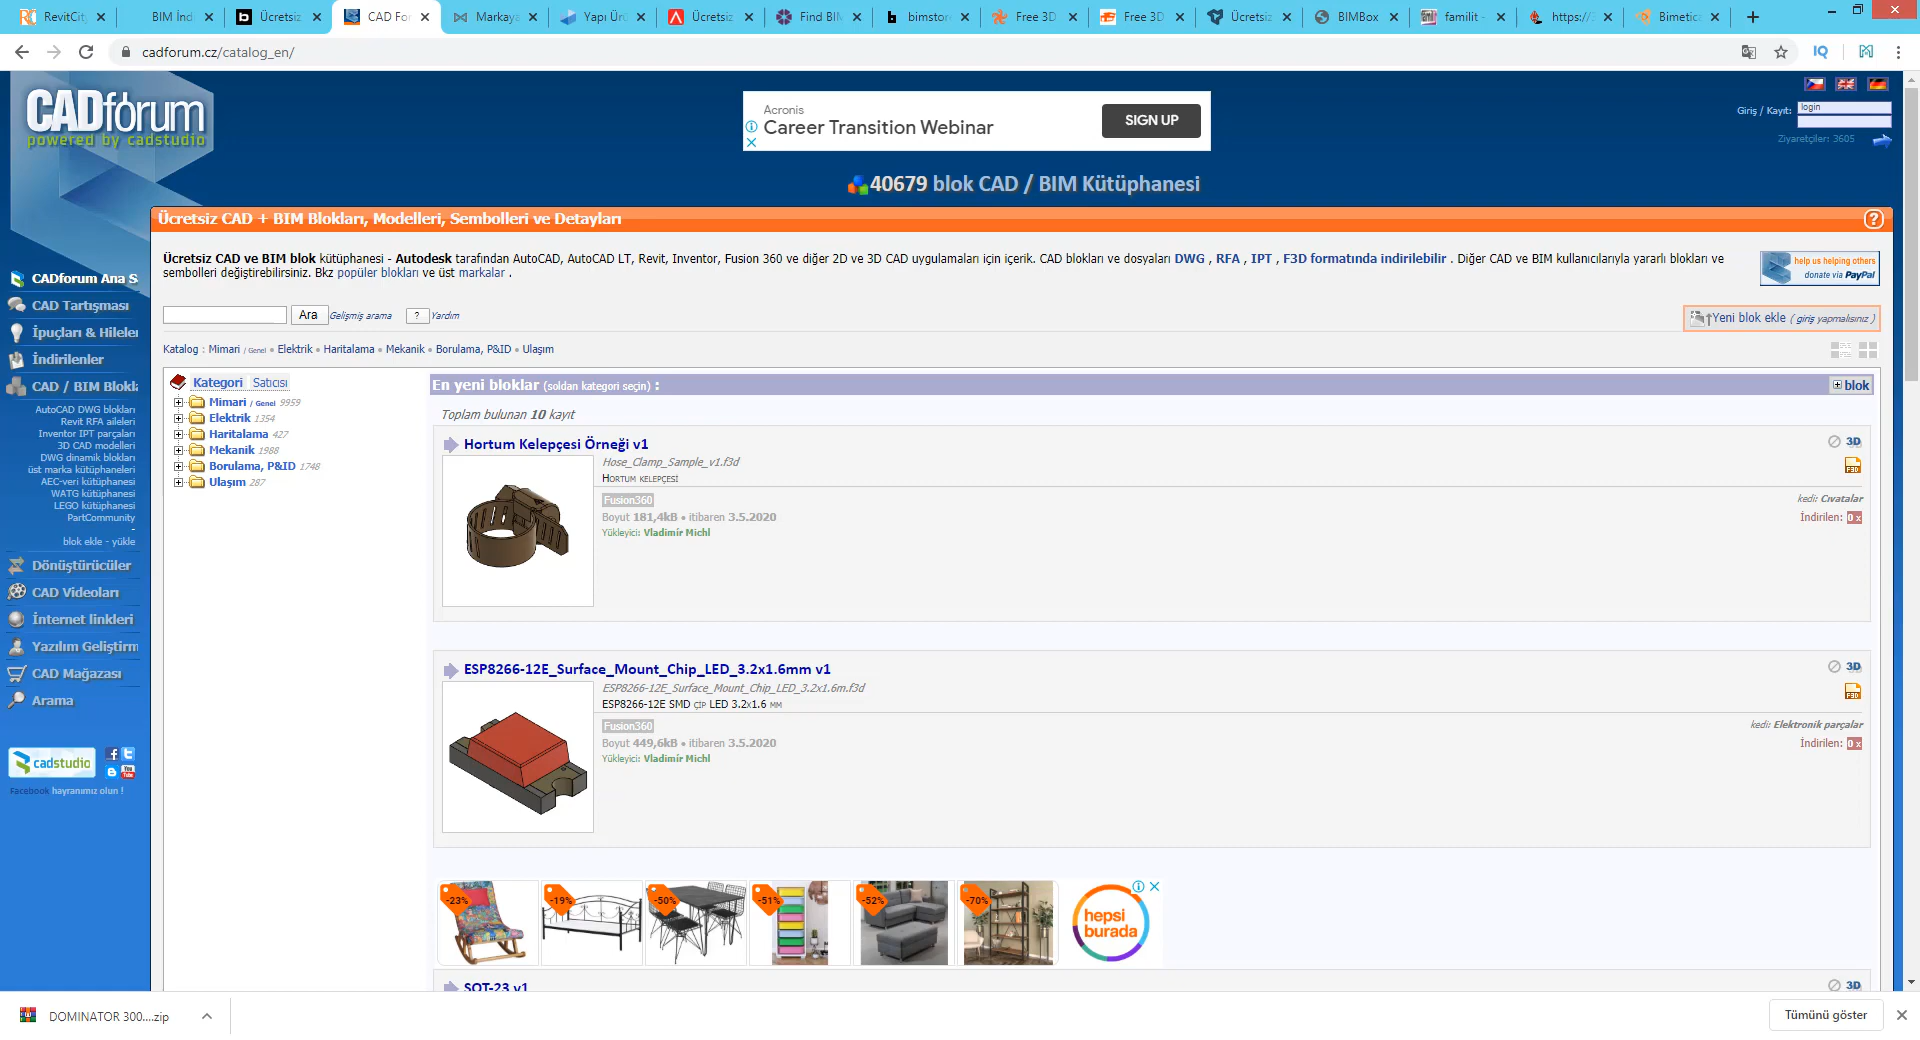 RevitCity
BIM İnd
Ücretsiz
CAD For
Markaya
Yapı Ürü
Ücretsiz
Find BIM
bimstore
Free 3D
Free 3D
Ücretsiz
BIMBox
familit -
https://
Bimetica
cadforum.cz/catalog_en/
IQ
CADfórum
powered by cadstudio
Acronis
Career Transition Webinar
SIGN UP
Giriş / Kayıt:
login
Ziyaretçiler: 3605
40679 blok CAD / BIM Kütüphanesi
Ücretsiz CAD + BIM Blokları, Modelleri, Sembolleri ve Detayları
?
Ücretsiz CAD ve BIM blok kütüphanesi - Autodesk tarafından AutoCAD, AutoCAD LT, Revit, Inventor, Fusion 360 ve diğer 2D ve 3D CAD uygulamaları için içerik. CAD blokları ve dosyaları DWG , RFA , IPT , F3D formatında indirilebilir . Diğer CAD ve BIM kullanıcılarıyla yararlı blokları ve
sembolleri değiştirebilirsiniz. Bkz popüler blokları ve üst markalar .
help us helping others
donate via PayPal
Ara
Gelişmiş arama
?
Yardım
Yeni blok ekle ( giriş yapmalısınız )
Katalog : Mimari / Genel • Elektrik • Haritalama • Mekanik • Borulama, P&ID • Ulaşım
CADforum Ana S
CAD Tartışması
İpuçları & Hileler
İndirilenler
CAD / BIM Blokla
AutoCAD DWG blokları
Revit RFA aileleri
Inventor IPT parçaları
3D CAD modelleri
DWG dinamik blokları
üst marka kütüphaneleri
AEC-veri kütüphanesi
WATG kütüphanesi
LEGO kütüphanesi
PartCommunity
-
blok ekle - yükle
Dönüştürücüler
CAD Videoları
İnternet linkleri
Yazılım Geliştirm
CAD Mağazası
Arama
cadstudio
Facebook hayranımız olun !
Kategori Satıcısı
Mimari / Genel 9959
Elektrik 1354
Haritalama 427
Mekanik 1988
Borulama, P&ID 1748
Ulaşım 287
En yeni bloklar (soldan kategori seçin) :
blok
Toplam bulunan 10 kayıt
Hortum Kelepçesi Örneği v1
3D
Hose_Clamp_Sample_v1.f3d
Hortum kelepçesi
F3D
Fusion360
kedi: Cıvatalar
Boyut 181,4kB • itibaren 3.5.2020
İndirilen: 0 x
Yükleyici: Vladimír Michl
ESP8266-12E_Surface_Mount_Chip_LED_3.2x1.6mm v1
3D
ESP8266-12E_Surface_Mount_Chip_LED_3.2x1.6m.f3d
ESP8266-12E SMD çip LED 3.2x1.6 mm
F3D
Fusion360
kedi: Elektronik parçalar
Boyut 449,6kB • itibaren 3.5.2020
İndirilen: 0 x
Yükleyici: Vladimír Michl
-23%
-19%
-50%
-51%
-52%
-70%
hepsi
burada
SOT-23 v1
3D
DOMINATOR 300....zip
Tümünü göster